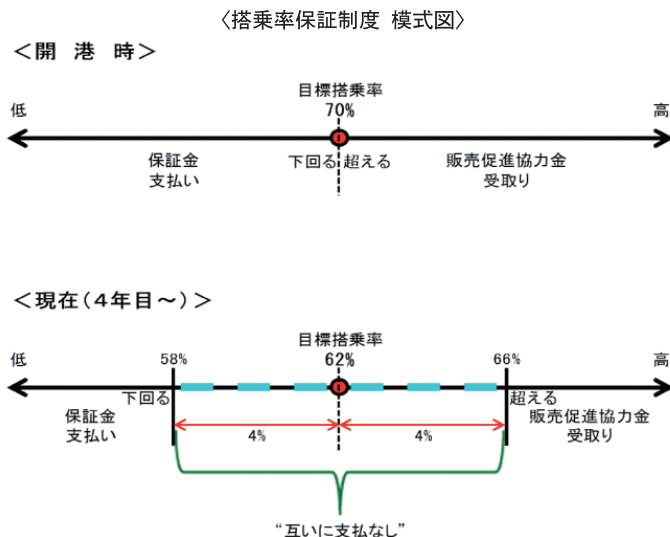 〈搭乗率保証制度 模式図〉
＜開 港 時＞
目標搭乗率
低 70% 高
保証金 下回る 超える 販売促進協力金
支払い 受取り
＜現在（4年目～）＞
目標搭乗率
低 58% 62% 66% 高
下回る 超える
保証金 販売促進協力金
支払い 4% 4% 受取り
“互いに支払なし”